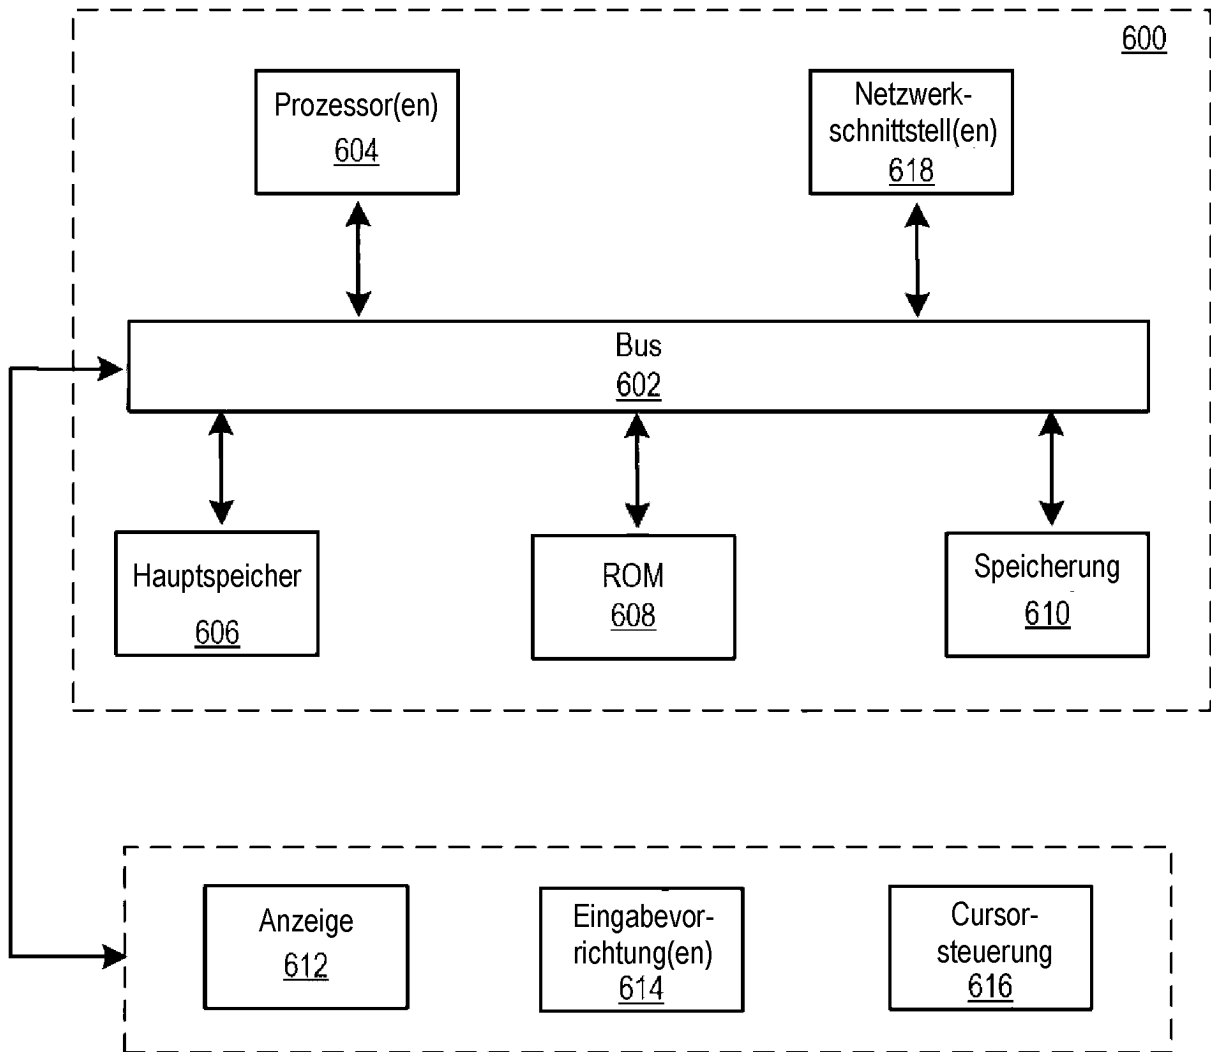 600
Prozessor(en)
604
Netzwerk-
schnittstell(en)
618
Bus
602
Hauptspeicher
606
ROM
608
Speicherung
610
Anzeige
612
Eingabevor-
richtung(en)
614
Cursor-
steuerung
616